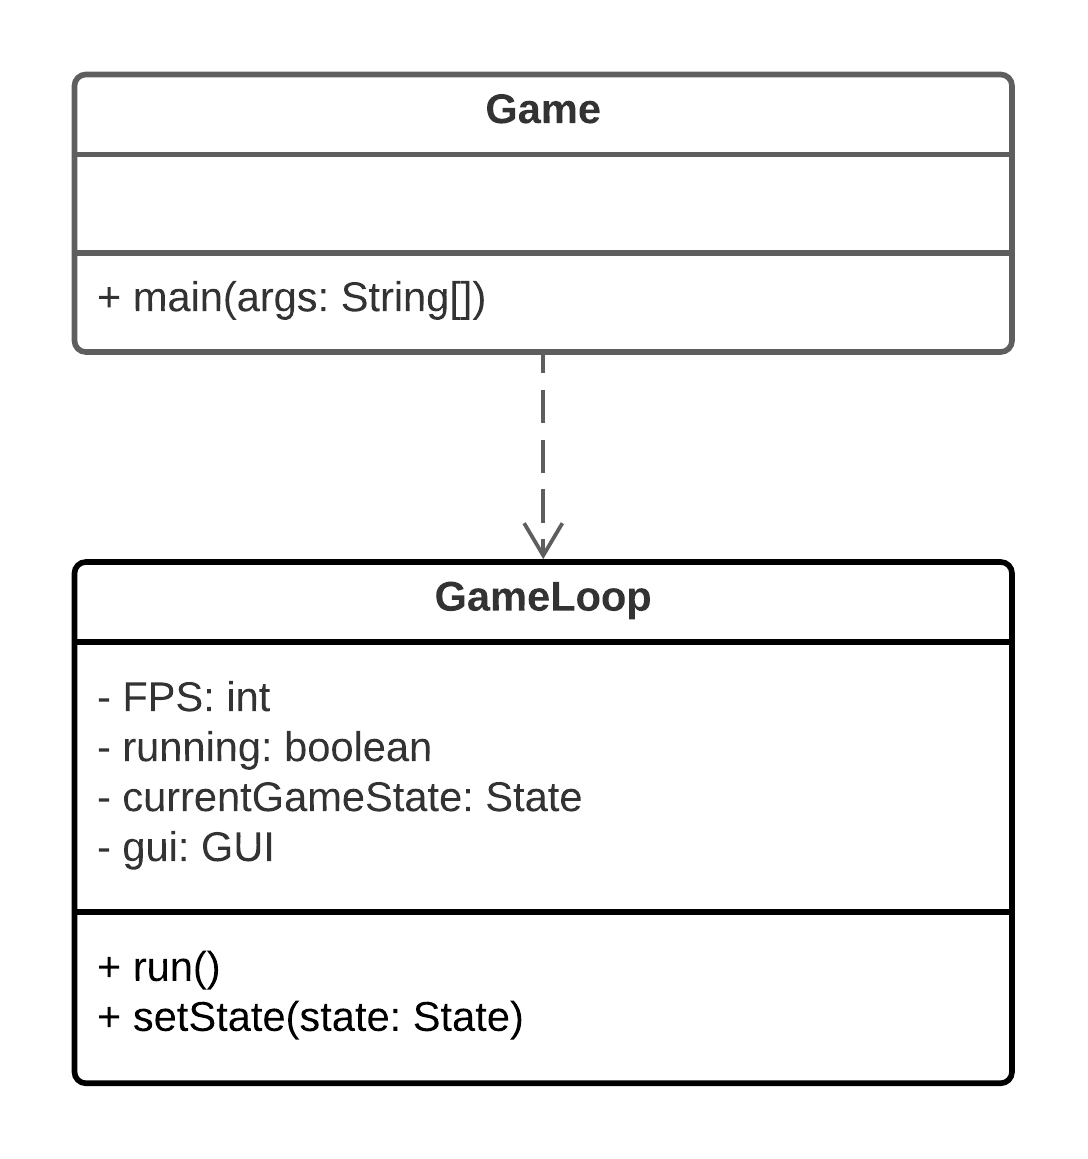 Game
+ main(args: String[])
GameLoop
- FPS: int
- running: boolean
- currentGameState: State
- gui: GUI
+ run()
+ setState(state: State)